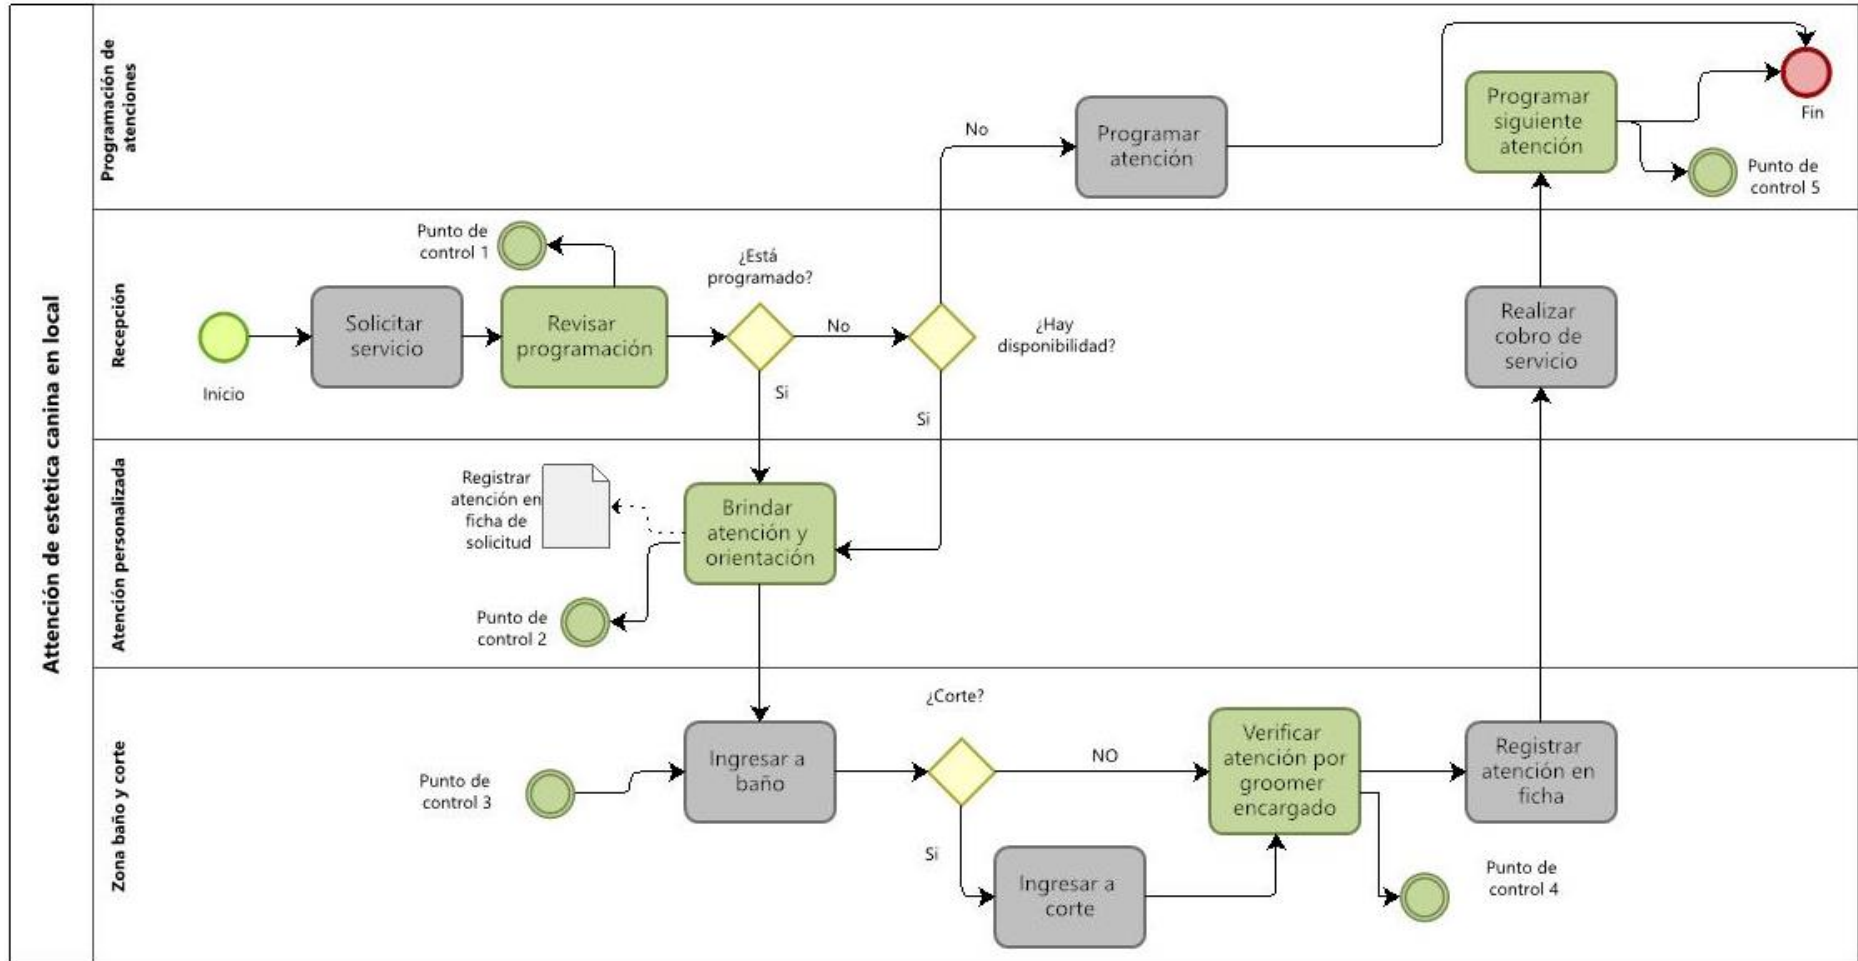 Attención de estetica canina en local
Programación de
atenciones
No
Programar
atención
Programar
siguiente
atención
Fin
Punto de
control 5
Recepción
Punto de
control 1
Inicio
Solicitar
servicio
Revisar
programación
¿Está
programado?
No
Si
¿Hay
disponibilidad?
Si
Realizar
cobro de
servicio
Atención personalizada
Registrar
atención en
ficha de
solicitud
Brindar
atención y
orientación
Punto de
control 2
Zona baño y corte
Punto de
control 3
Ingresar a
baño
¿Corte?
NO
Si
Ingresar a
corte
Verificar
atención por
groomer
encargado
Registrar
atención en
ficha
Punto de
control 4